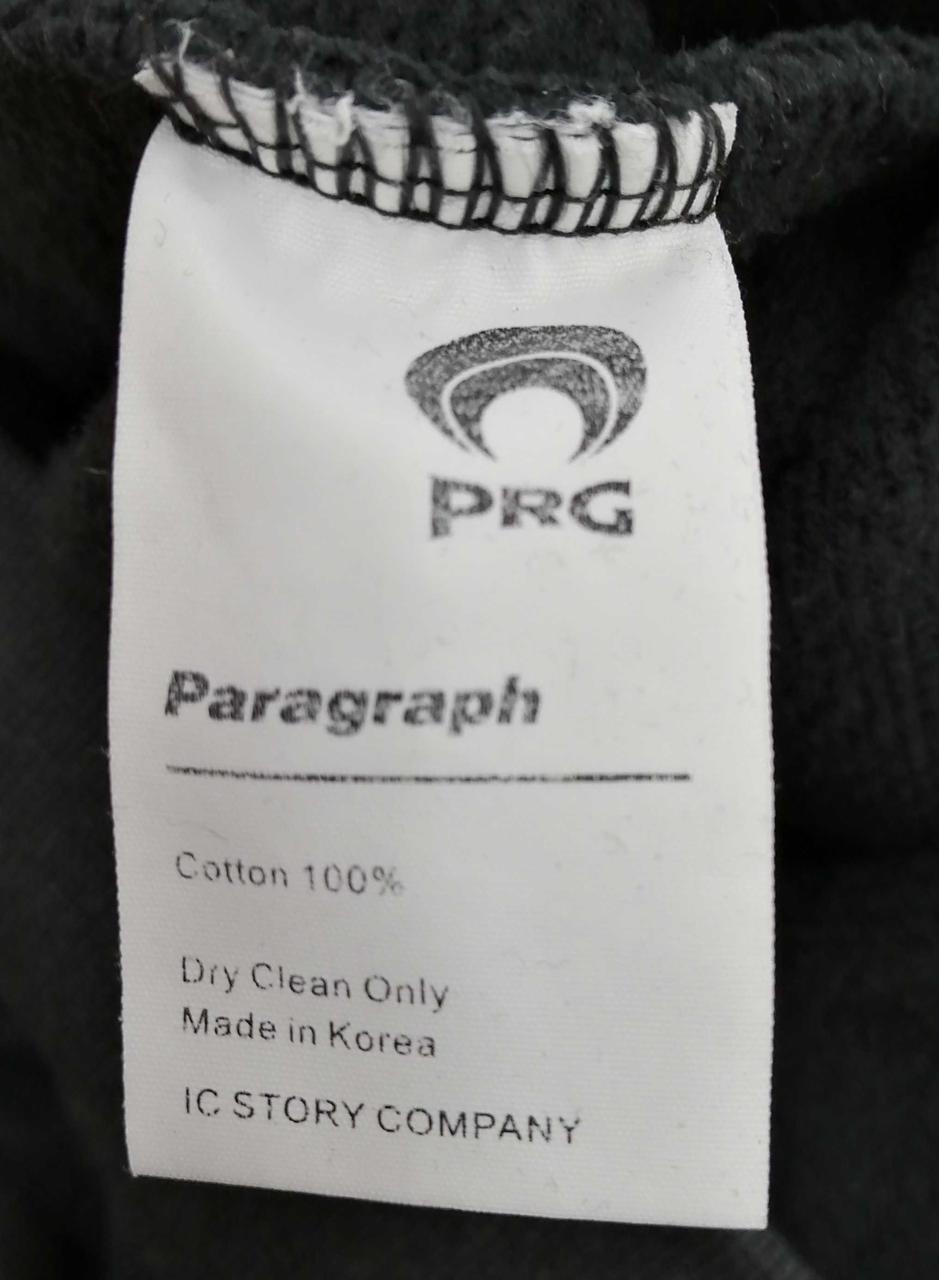 PRG
Paragraph
Cotton 100%
Dry Clean Only
Made in Korea
IC STORY COMPANY